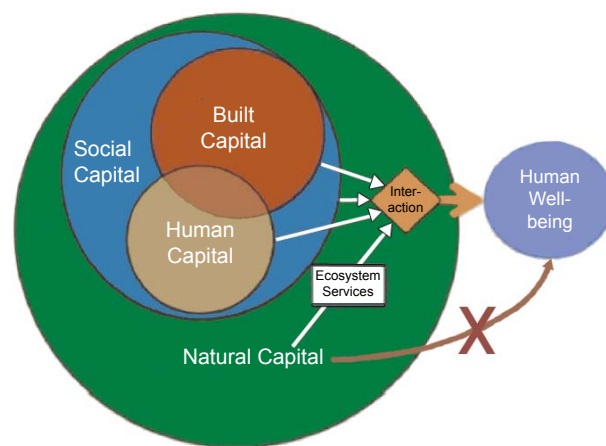 Built
Capital
Social
Capital
Human
Capital
Inter-
action
Human
Well-
being
Ecosystem
Services
Natural Capital
X